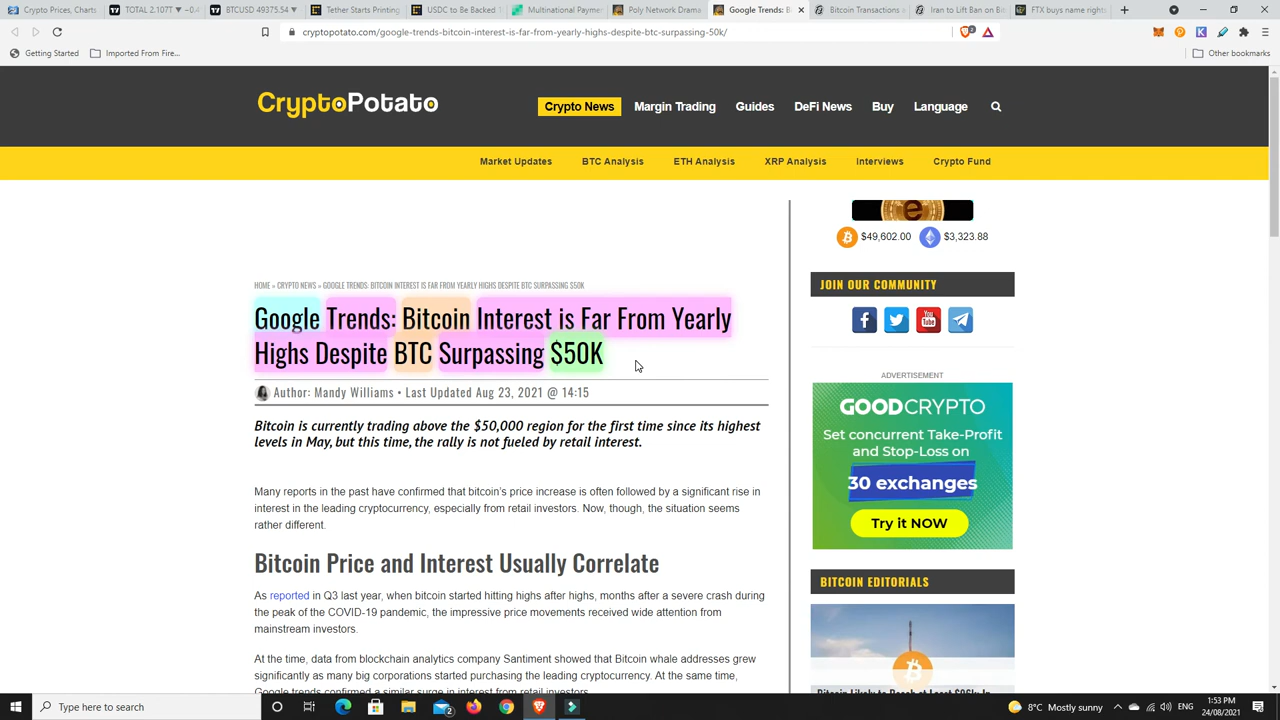 Crypto Prices, Charts
TOTAL 2.107T ▼ −0.4
BTCUSD 49375.54 ▼
Tether Starts Printing
USDC to Be Backed
Multinational Paymen
Poly Network Drama
Google Trends: B
Bitcoin Transactions
Iran to Lift Ban on Bi
FTX buys name rights
cryptopotato.com/google-trends-bitcoin-interest-is-far-from-yearly-highs-despite-btc-surpassing-50k/
Getting Started
Imported From Fire...
Other bookmarks
CryptoPotato
Crypto News
Margin Trading
Guides
DeFi News
Buy
Language
Market Updates
BTC Analysis
ETH Analysis
XRP Analysis
Interviews
Crypto Fund
$49,602.00
$3,323.88
HOME » CRYPTO NEWS » GOOGLE TRENDS: BITCOIN INTEREST IS FAR FROM YEARLY HIGHS DESPITE BTC SURPASSING $50K
Google Trends: Bitcoin Interest is Far From Yearly
Highs Despite BTC Surpassing $50K
Author: Mandy Williams • Last Updated Aug 23, 2021 @ 14:15
Bitcoin is currently trading above the $50,000 region for the first time since its highest
levels in May, but this time, the rally is not fueled by retail interest.
Many reports in the past have confirmed that bitcoin's price increase is often followed by a significant rise in
interest in the leading cryptocurrency, especially from retail investors. Now, though, the situation seems
rather different.
Bitcoin Price and Interest Usually Correlate
As reported in Q3 last year, when bitcoin started hitting highs after highs, months after a severe crash during
the peak of the COVID-19 pandemic, the impressive price movements received wide attention from
mainstream investors.
At the time, data from blockchain analytics company Santiment showed that Bitcoin whale addresses grew
significantly as many big corporations started purchasing the leading cryptocurrency. At the same time,
Google trends confirmed a similar surge in interest from retail investors.
JOIN OUR COMMUNITY
You
Tube
ADVERTISEMENT
GOODCRYPTO
Set concurrent Take-Profit
and Stop-Loss on
30 exchanges
Try it NOW
BITCOIN EDITORIALS
Type here to search
2
8°C Mostly sunny
ENG
1:53 PM
24/08/2021